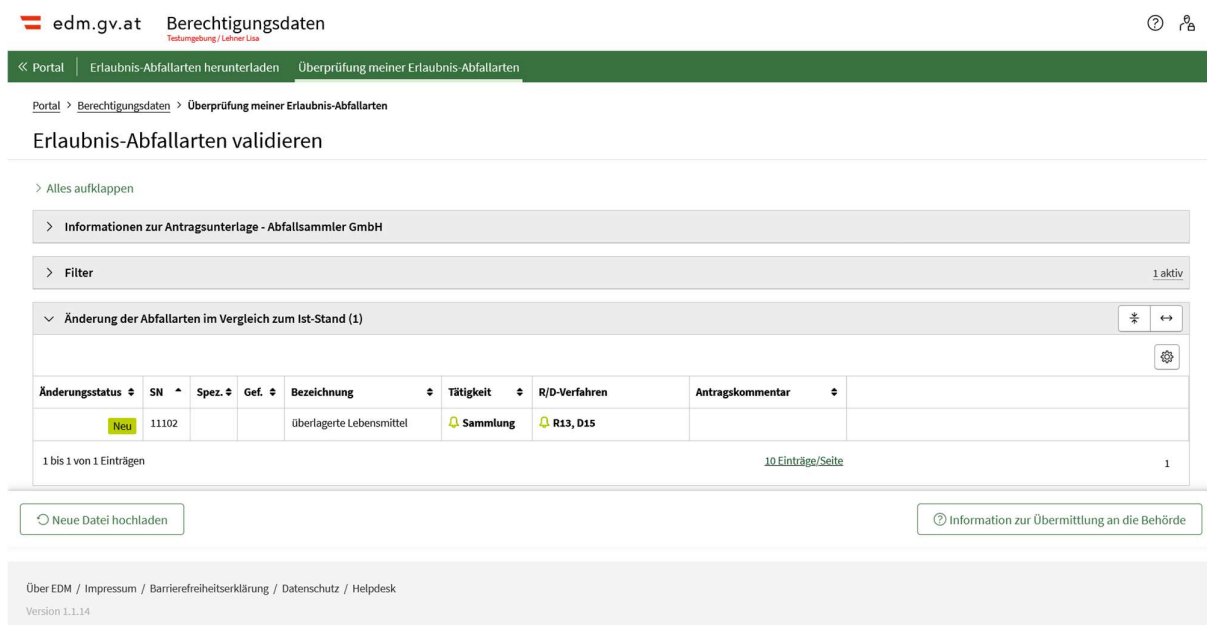 edm.gv.at Berechtigungsdaten
Testumgebung / Lehner Lisa
Portal Erlaubnis-Abfallarten herunterladen Überprüfung meiner Erlaubnis-Abfallarten
Portal > Berechtigungsdaten > Überprüfung meiner Erlaubnis-Abfallarten
Erlaubnis-Abfallarten validieren
Alles aufklappen
Informationen zur Antragsunterlage - Abfallsammler GmbH
Filter 1 aktiv
Änderung der Abfallarten im Vergleich zum Ist-Stand (1)
Änderungsstatus SN Spez. Gef. Bezeichnung Tätigkeit R/D-Verfahren Antragskommentar
Neu 11102 überlagerte Lebensmittel Sammlung R13, D15
1 bis 1 von 1 Einträgen 10 Einträge/Seite 1
Neue Datei hochladen Information zur Übermittlung an die Behörde
Über EDM / Impressum / Barrierefreiheitserklärung / Datenschutz / Helpdesk
Version 1.1.14